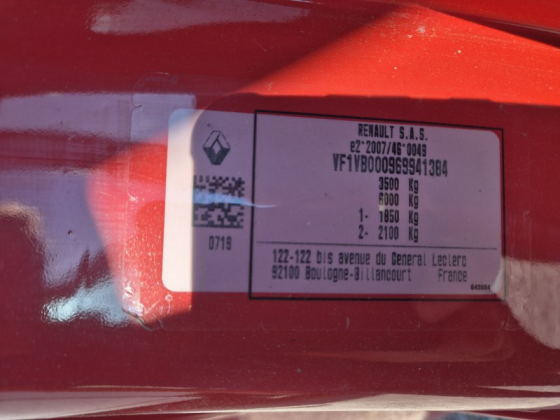 RENAULT S.A.S.
e2*2007/46*0049
VF1VB000969941384
3500 Kg
6000 Kg
1- 1850 Kg
2- 2100 Kg
0719
122-122 bis avenue du General Leclerc
92100 Boulogne-Billancourt France